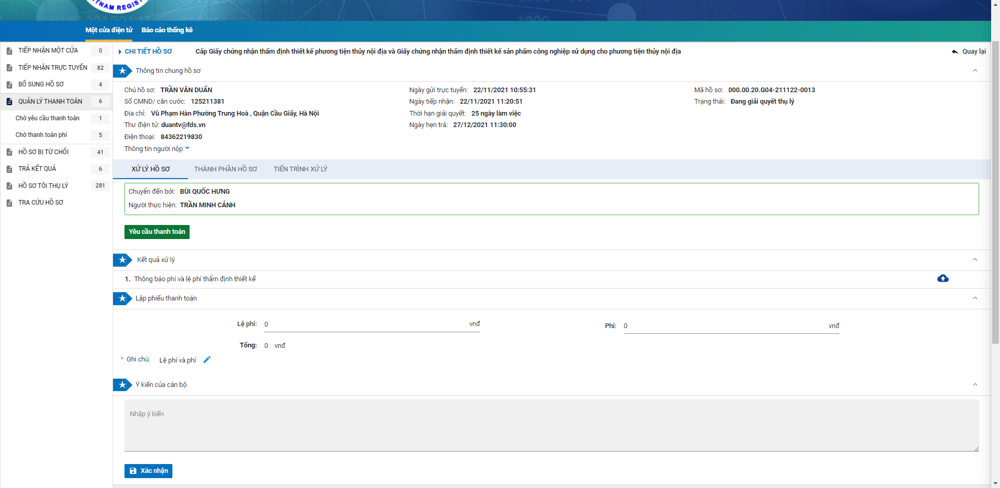 TNAM REGIS
Một cửa điện tử
Báo cáo thống kê
TIẾP NHẬN MỘT CỬA 0
TIẾP NHẬN TRỰC TUYẾN 82
BỔ SUNG HỒ SƠ 4
QUẢN LÝ THANH TOÁN 6
Chờ yêu cầu thanh toán 1
Chờ thanh toán phí 5
HỒ SƠ BỊ TỪ CHỐI 41
TRẢ KẾT QUẢ 6
HỒ SƠ TÔI THỤ LÝ 281
TRA CỨU HỒ SƠ
CHI TIẾT HỒ SƠ Cấp Giấy chứng nhận thẩm định thiết kế phương tiện thủy nội địa và Giấy chứng nhận thẩm định thiết kế sản phẩm công nghiệp sử dụng cho phương tiện thủy nội địa Quay lại
Thông tin chung hồ sơ
Chủ hồ sơ: TRẦN VĂN DUẨN
Số CMND/ căn cước: 125211381
Địa chỉ: Vũ Phạm Hàn Phường Trung Hoà , Quận Cầu Giấy, Hà Nội
Thư điện tử: duantv@fds.vn
Điện thoại: 84362219830
Thông tin người nộp
Ngày gửi trực tuyến: 22/11/2021 10:55:31
Ngày tiếp nhận: 22/11/2021 11:20:51
Thời hạn giải quyết: 25 ngày làm việc
Ngày hẹn trả: 27/12/2021 11:30:00
Mã hồ sơ: 000.00.20.G04-211122-0013
Trạng thái: Đang giải quyết thụ lý
XỬ LÝ HỒ SƠ THÀNH PHẦN HỒ SƠ TIẾN TRÌNH XỬ LÝ
Chuyển đến bởi: BÙI QUỐC HƯNG
Người thực hiện: TRẦN MINH CẢNH
Yêu cầu thanh toán
Kết quả xử lý
1. Thông báo phí và lệ phí thẩm định thiết kế
Lập phiếu thanh toán
Lệ phí: 0 vnđ
Phí: 0 vnđ
Tổng: 0 vnđ
* Ghi chú: Lệ phí và phí
Ý kiến của cán bộ
Nhập ý kiến
Xác nhận